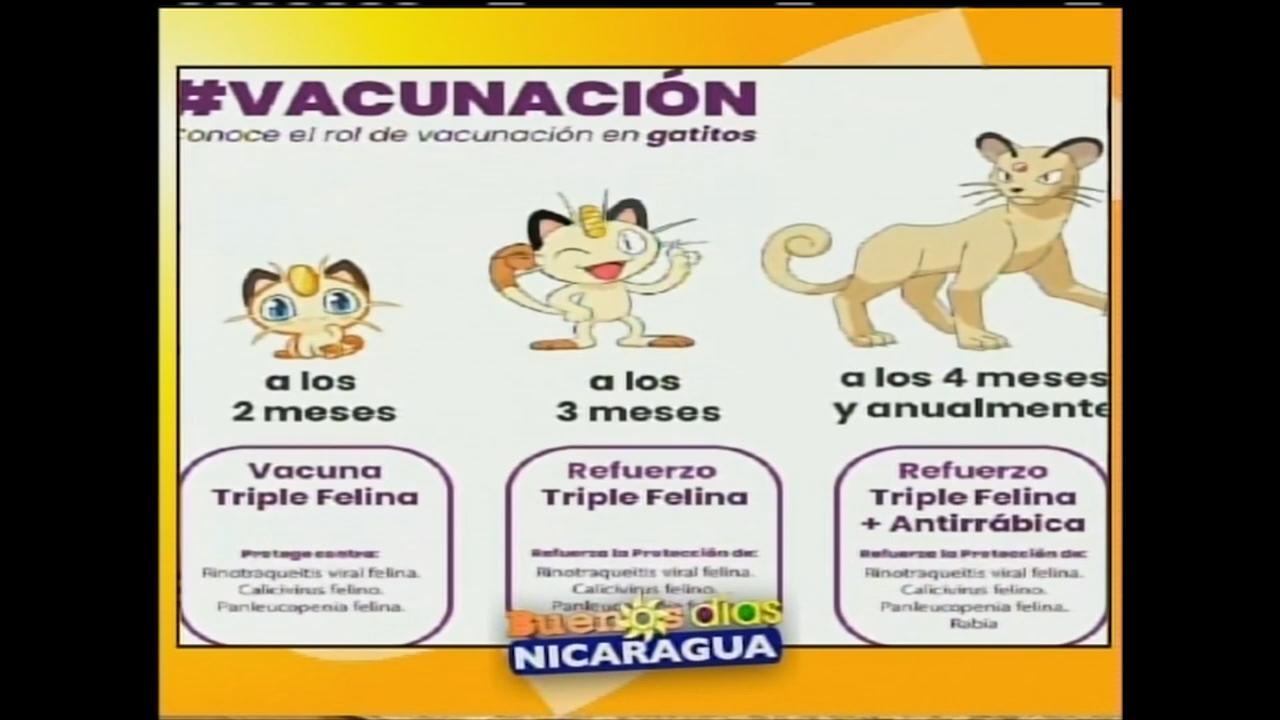 #VACUNACIÓN
onoce el rol de vacunación en gatitos
a los
2 meses
a los
3 meses
a los 4 meses
y anualmente
Vacuna
Triple Felina
Protege contra:
Rinotraqueitis viral felina.
Calicivirus felino.
Panleucopenia felina.
Refuerzo
Triple Felina
Refuerza la Protección de:
Rinotraqueitis viral felina.
Calicivirus felino.
Refuerzo
Triple Felina
+ Antirrábica
Refuerza la Protección de:
Rinotraqueitis viral felina.
Calicivirus felino.
Panleucopenia felina.
Rabia
Buenos días
NICARAGUA